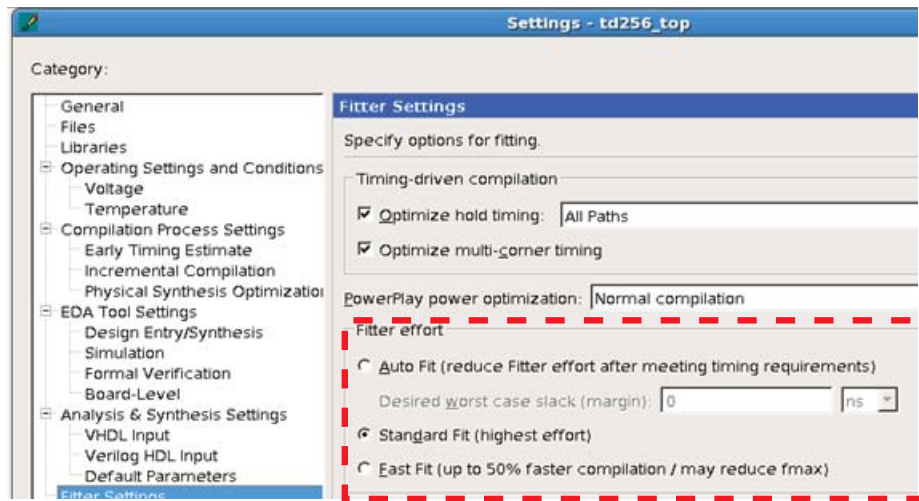 Settings - td256_top
Category:
General
Files
Libraries
Operating Settings and Conditions
Voltage
Temperature
Compilation Process Settings
Early Timing Estimate
Incremental Compilation
Physical Synthesis Optimization
EDA Tool Settings
Design Entry/Synthesis
Simulation
Formal Verification
Board-Level
Analysis & Synthesis Settings
VHDL Input
Verilog HDL Input
Default Parameters
Fitter Settings
Fitter Settings
Specify options for fitting.
Timing-driven compilation
Optimize hold timing: All Paths
Optimize multi-corner timing
PowerPlay power optimization: Normal compilation
Fitter effort
Auto Fit (reduce Fitter effort after meeting timing requirements)
Desired worst case slack (margin): 0 ns
Standard Fit (highest effort)
Fast Fit (up to 50% faster compilation / may reduce fmax)